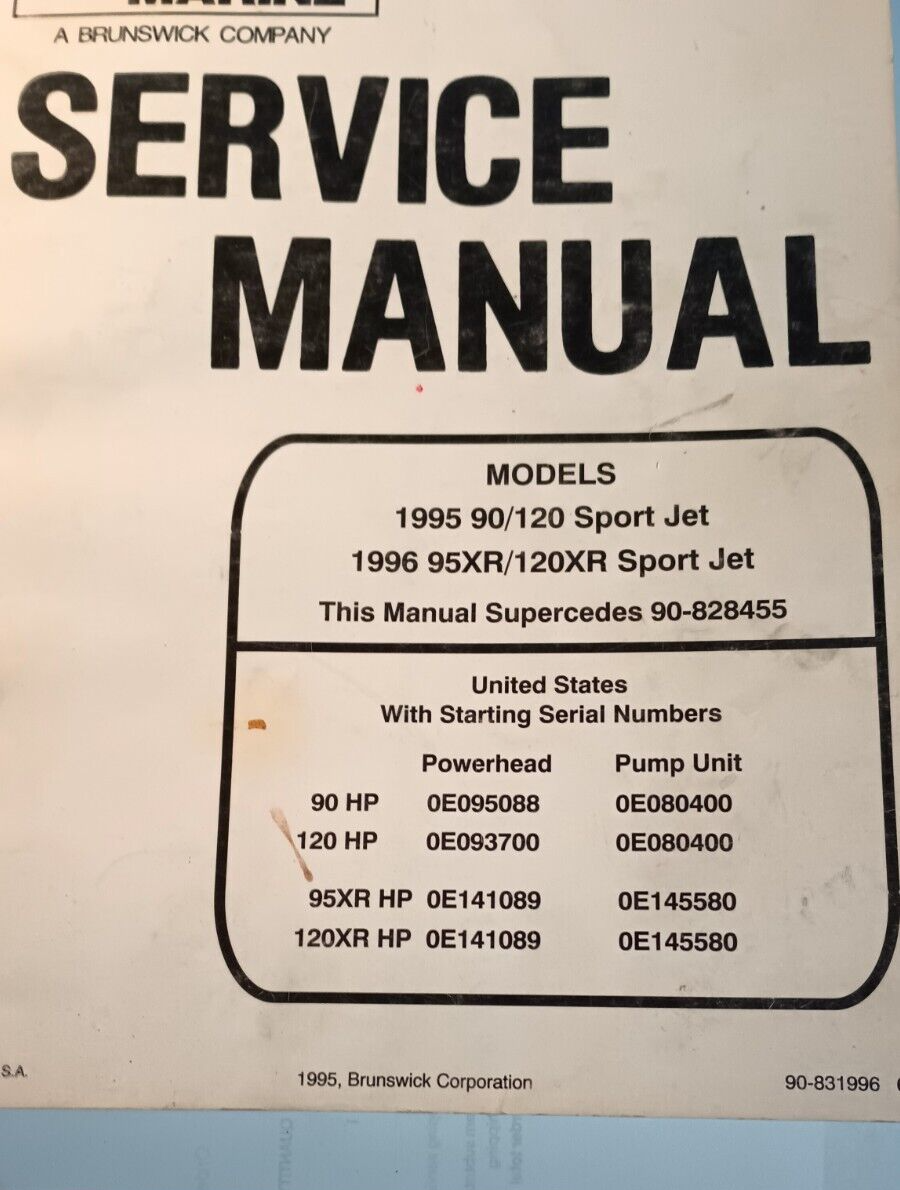 MARINE
A BRUNSWICK COMPANY
SERVICE
MANUAL
MODELS
1995 90/120 Sport Jet
1996 95XR/120XR Sport Jet
This Manual Supercedes 90-828455
United States
With Starting Serial Numbers
Powerhead Pump Unit
90 HP 0E095088 0E080400
120 HP 0E093700 0E080400
95XR HP 0E141089 0E145580
120XR HP 0E141089 0E145580
S.A. 1995, Brunswick Corporation 90-831996